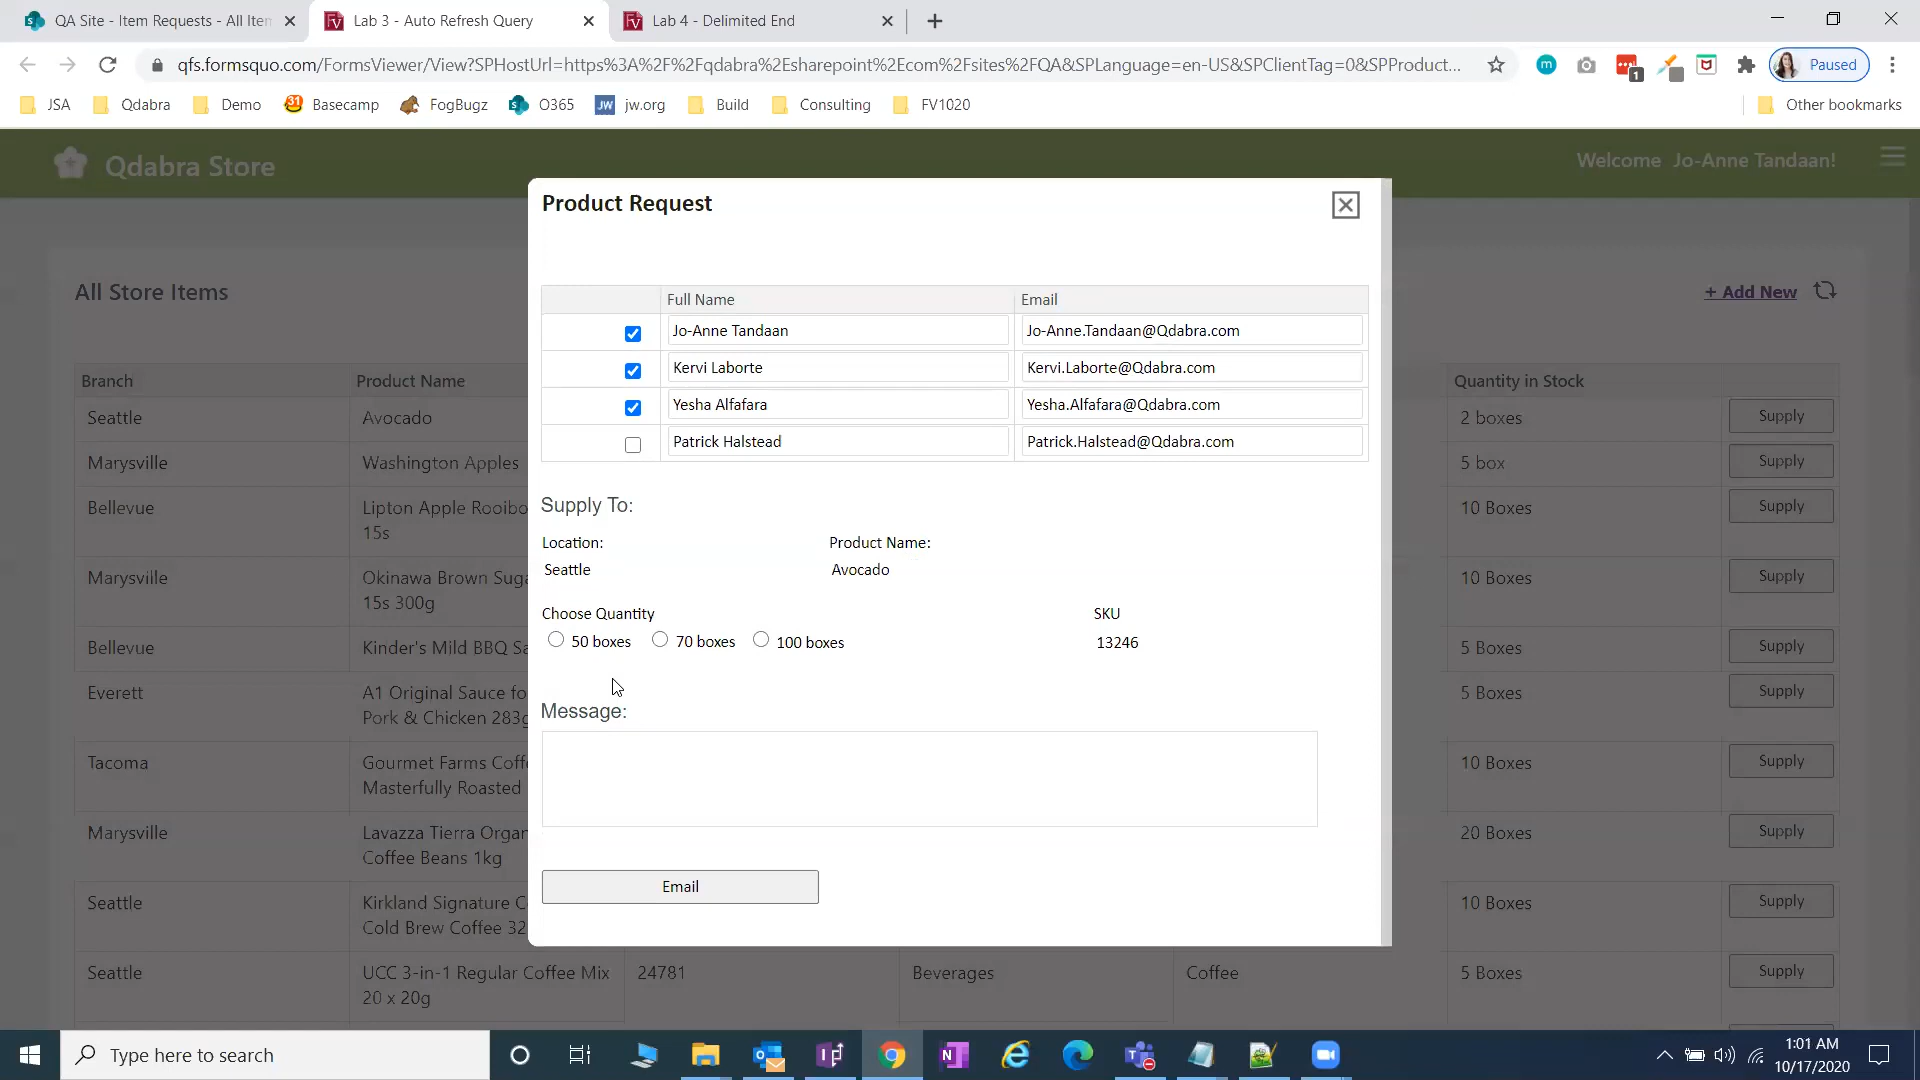 QA Site - Item Requests - All Iten
Lab 3 - Auto Refresh Query
Lab 4 - Delimited End
qfs.formsquo.com/FormsViewer/View?SPHostUrl=https%3A%2F%2Fqdabra%2Esharepoint%2Ecom%2Fsites%2FQA&SPLanguage=en-US&SPClientTag=0&SPProduct...
m
1
Paused
JSA
Qdabra
Demo
31 Basecamp
FogBugz
S O365
JW jw.org
Build
Consulting
FV1020
Other bookmarks
Qdabra Store
Welcome Jo-Anne Tandaan!
Product Request
All Store Items
+ Add New
Full Name Email
Jo-Anne Tandaan Jo-Anne.Tandaan@Qdabra.com
Kervi Laborte Kervi.Laborte@Qdabra.com
Yesha Alfafara Yesha.Alfafara@Qdabra.com
Patrick Halstead Patrick.Halstead@Qdabra.com
Supply To:
Location: Product Name:
Seattle Avocado
Choose Quantity SKU
50 boxes 70 boxes 100 boxes 13246
Message:
Email
Branch Product Name Quantity in Stock
Seattle Avocado 2 boxes Supply
Marysville Washington Apples 5 box Supply
Bellevue Lipton Apple Rooibo 10 Boxes Supply
15s
Marysville Okinawa Brown Suga 10 Boxes Supply
15s 300g
Bellevue Kinder's Mild BBQ Sa 5 Boxes Supply
Everett A1 Original Sauce fo 5 Boxes Supply
Pork & Chicken 283g
Tacoma Gourmet Farms Coff 10 Boxes Supply
Masterfully Roasted
Marysville Lavazza Tierra Organ 20 Boxes Supply
Coffee Beans 1kg
Seattle Kirkland Signature C 10 Boxes Supply
Cold Brew Coffee 32
Seattle UCC 3-in-1 Regular Coffee Mix 24781 Beverages Coffee 5 Boxes Supply
20 x 20g
Type here to search
1:01 AM
10/17/2020